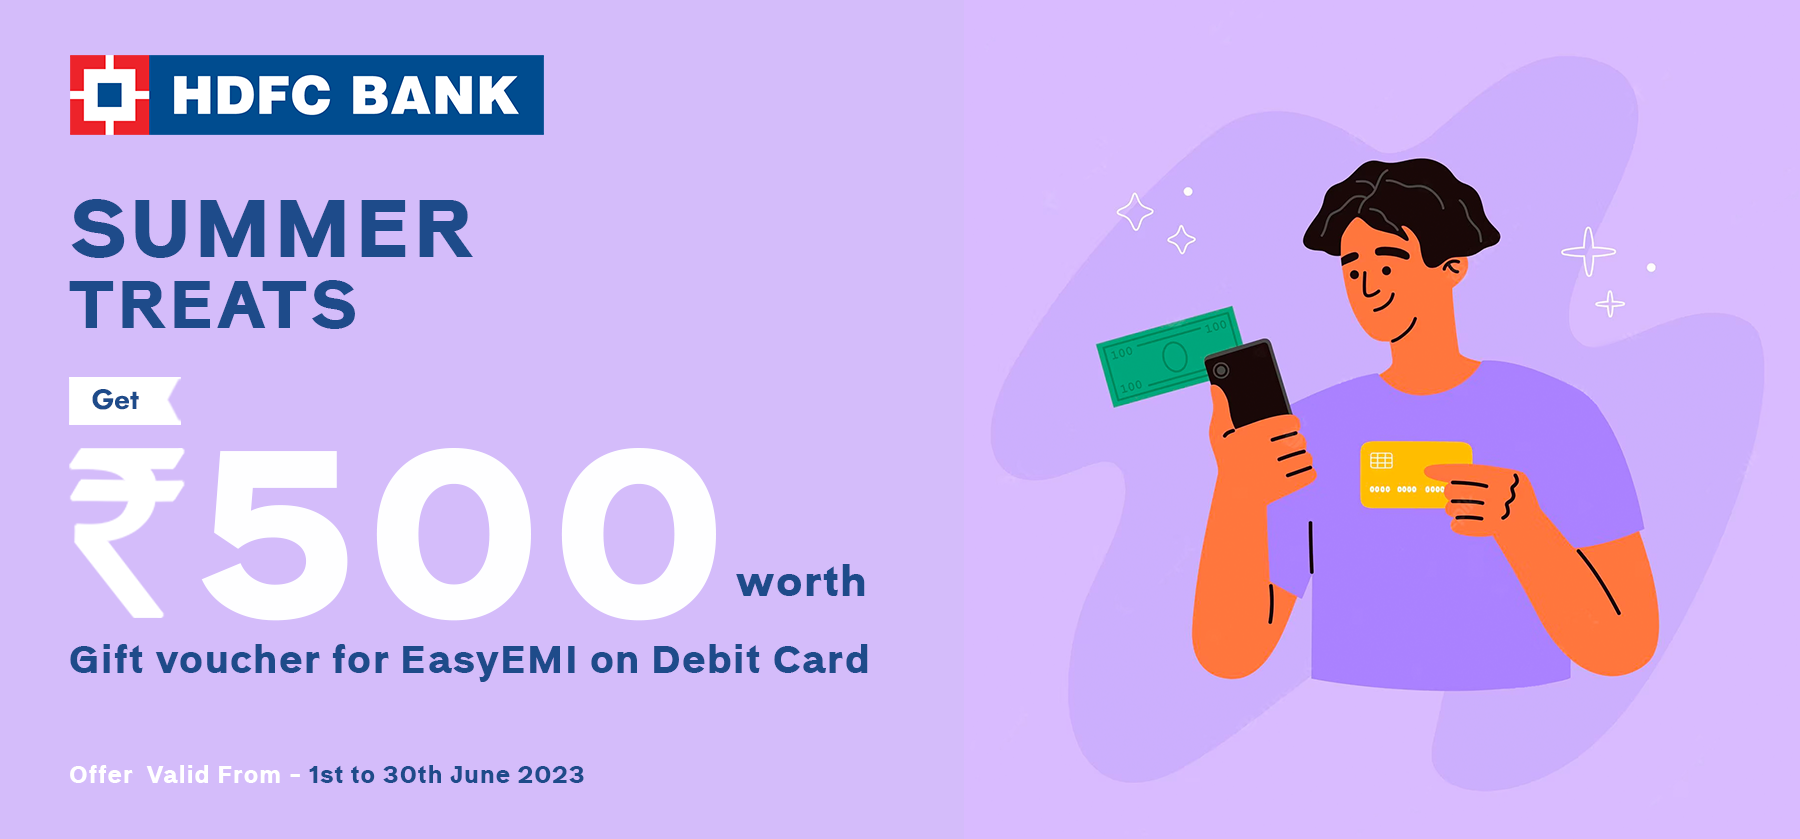 HDFC BANK
SUMMER
TREATS
Get
₹500 worth
Gift voucher for EasyEMI on Debit Card
Offer Valid From - 1st to 30th June 2023
100
100
100
0000 0000 0000